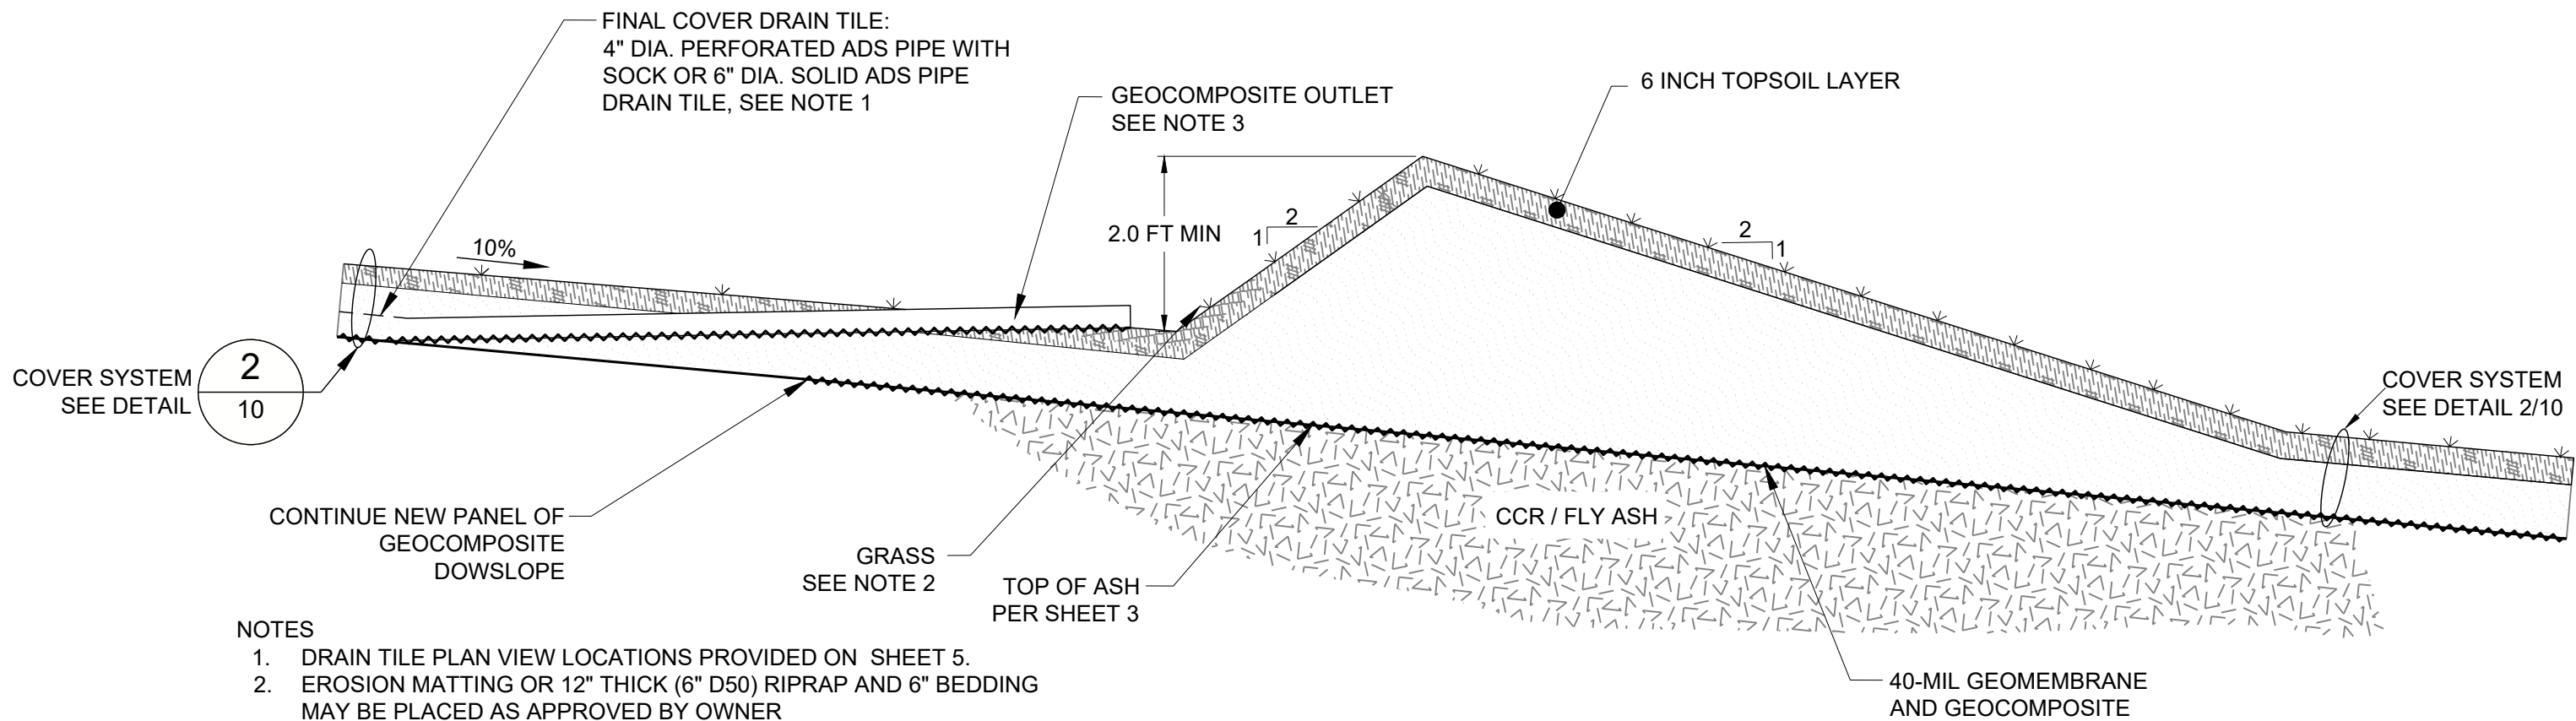 FINAL COVER DRAIN TILE:
4" DIA. PERFORATED ADS PIPE WITH
SOCK OR 6" DIA. SOLID ADS PIPE
DRAIN TILE, SEE NOTE 1
GEOCOMPOSITE OUTLET
SEE NOTE 3
6 INCH TOPSOIL LAYER
2.0 FT MIN
1
2
2
1
10%
COVER SYSTEM
SEE DETAIL
2
10
COVER SYSTEM
SEE DETAIL 2/10
CONTINUE NEW PANEL OF
GEOCOMPOSITE
DOWSLOPE
GRASS
SEE NOTE 2
TOP OF ASH
PER SHEET 3
CCR / FLY ASH
40-MIL GEOMEMBRANE
AND GEOCOMPOSITE
NOTES
1. DRAIN TILE PLAN VIEW LOCATIONS PROVIDED ON SHEET 5.
2. EROSION MATTING OR 12" THICK (6" D50) RIPRAP AND 6" BEDDING
MAY BE PLACED AS APPROVED BY OWNER